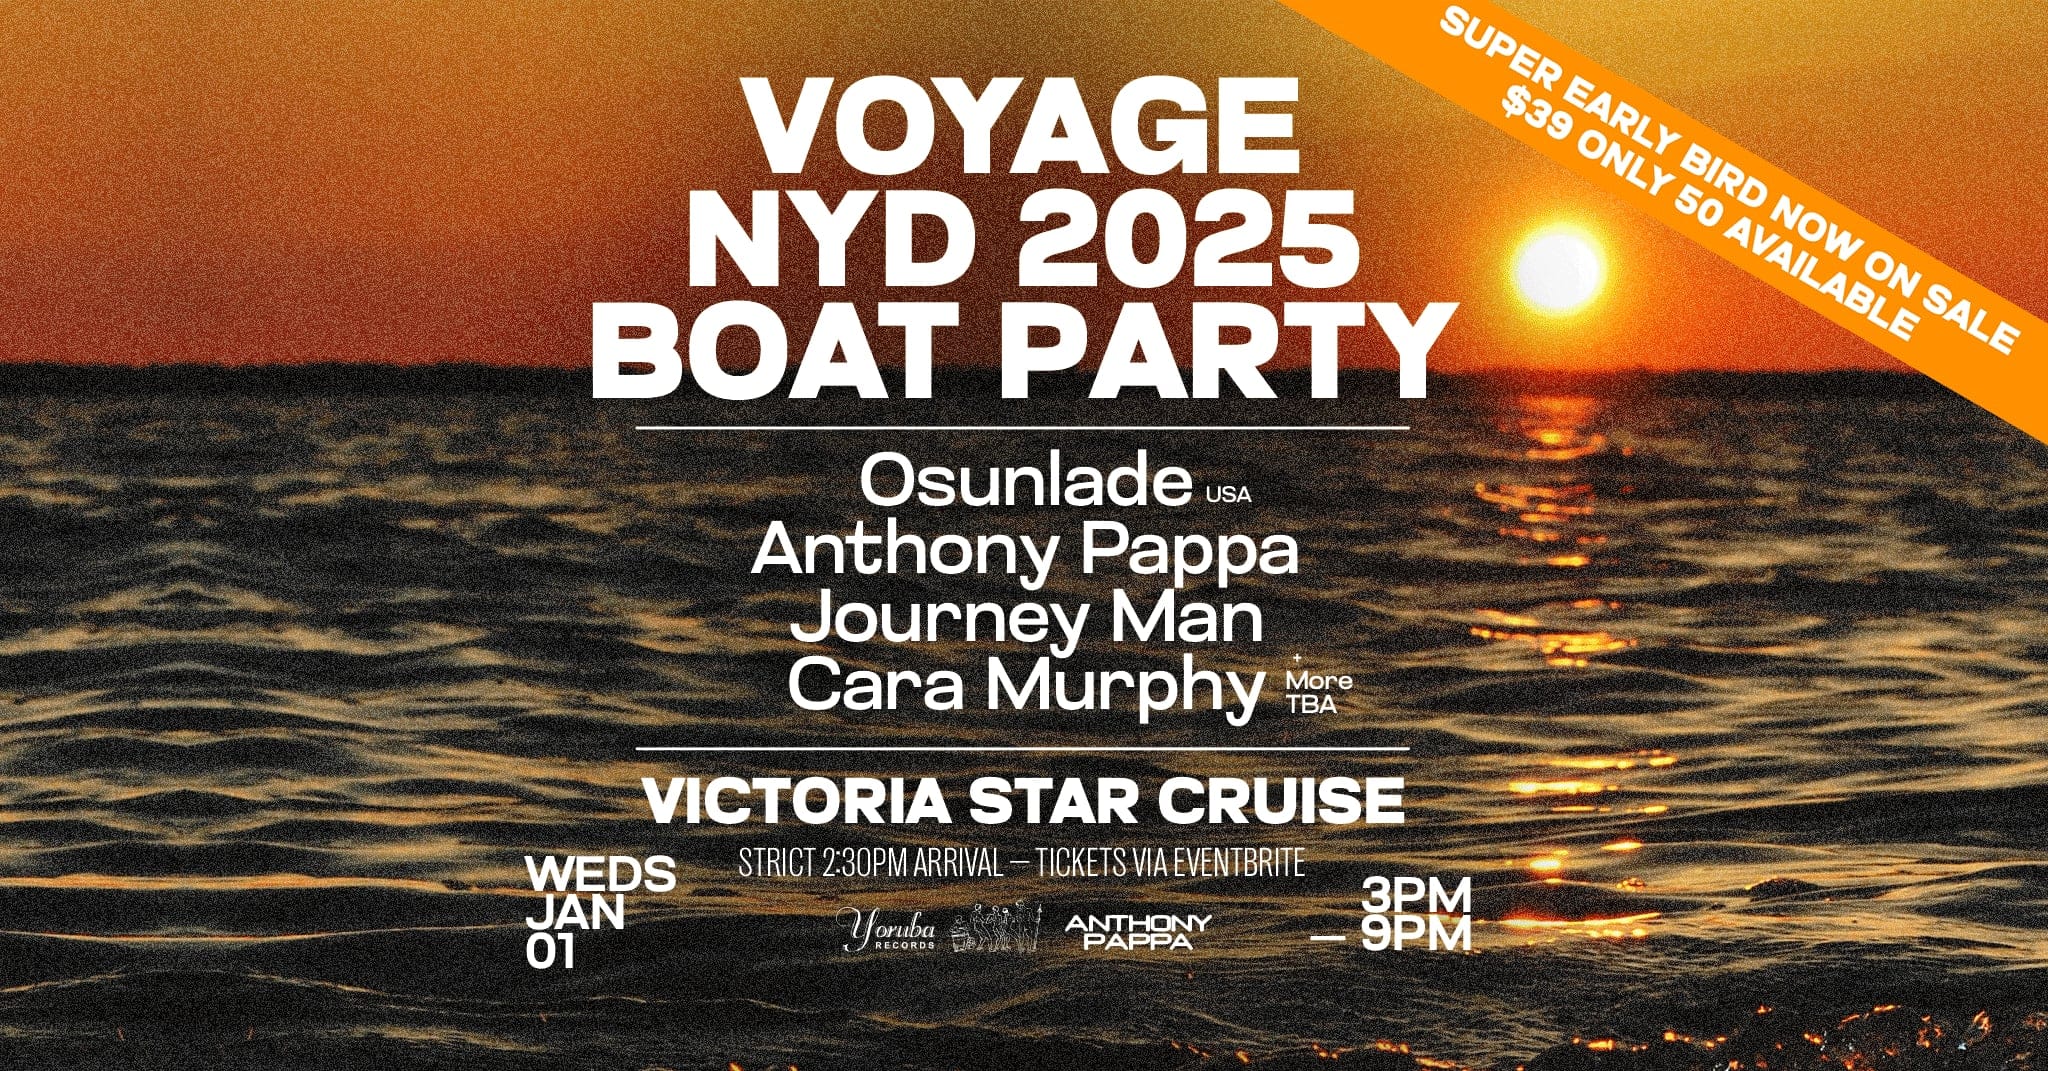 SUPER EARLY BIRD NOW ON SALE
$39 ONLY 50 AVAILABLE
VOYAGE
NYD 2025
BOAT PARTY
Osunlade USA
Anthony Pappa
Journey Man
Cara Murphy
+
More
TBA
VICTORIA STAR CRUISE
STRICT 2:30PM ARRIVAL — TICKETS VIA EVENTBRITE
WEDS
JAN
01
Yoruba
RECORDS
ANTHONY
PAPPA
3PM
— 9PM